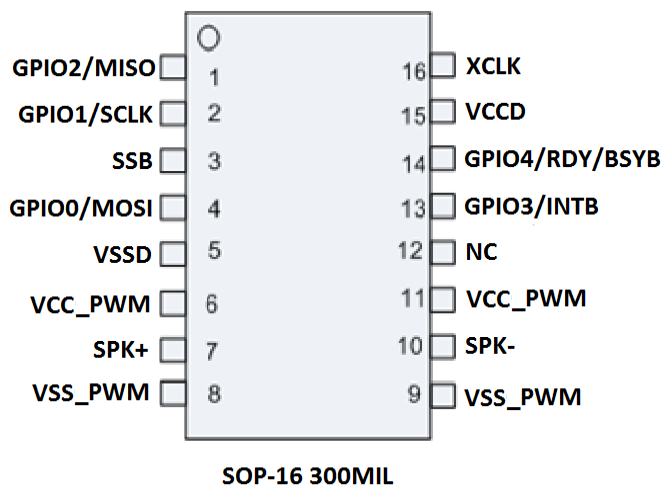 GPIO2/MISO 1 16 XCLK
GPIO1/SCLK 2 15 VCCD
SSB 3 14 GPIO4/RDY/BSYB
GPIO0/MOSI 4 13 GPIO3/INTB
VSSD 5 12 NC
VCC_PWM 6 11 VCC_PWM
SPK+ 7 10 SPK-
VSS_PWM 8 9 VSS_PWM
SOP-16 300MIL